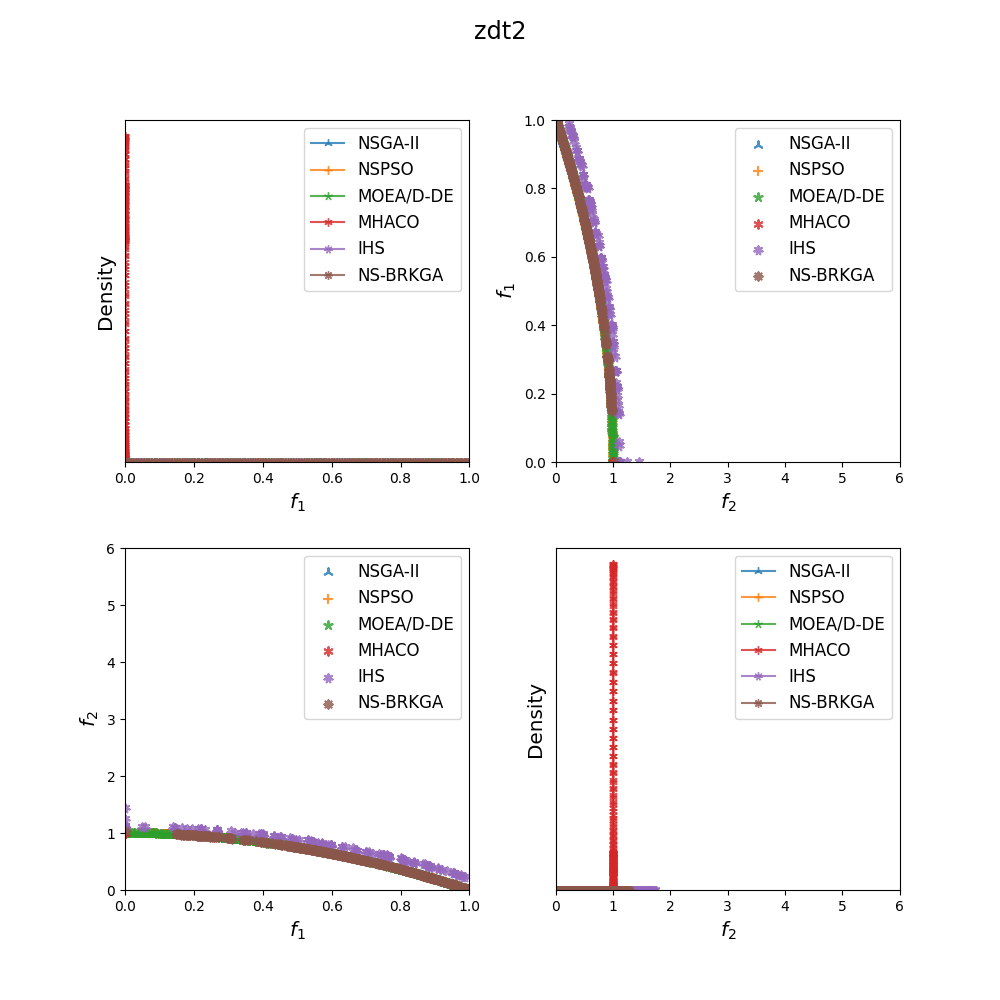 zdt2
Density
NSGA-II
NSPSO
MOEA/D-DE
MHACO
IHS
NS-BRKGA
0.0 0.2 0.4 0.6 0.8 1.0
f1
f1
1.0
0.8
0.6
0.4
0.2
0.0
NSGA-II
NSPSO
MOEA/D-DE
MHACO
IHS
NS-BRKGA
0 1 2 3 4 5 6
f2
f2
6
5
4
3
2
1
0
NSGA-II
NSPSO
MOEA/D-DE
MHACO
IHS
NS-BRKGA
0.0 0.2 0.4 0.6 0.8 1.0
f1
Density
NSGA-II
NSPSO
MOEA/D-DE
MHACO
IHS
NS-BRKGA
0 1 2 3 4 5 6
f2